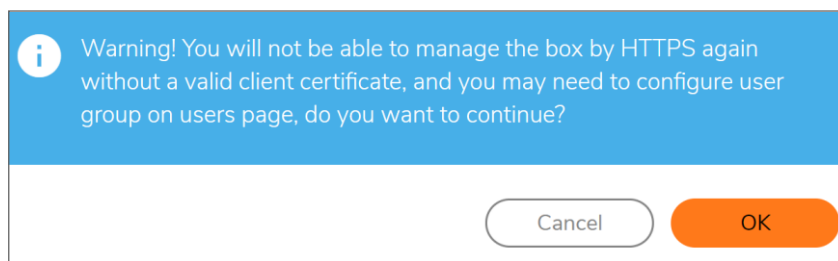 Warning! You will not be able to manage the box by HTTPS again
without a valid client certificate, and you may need to configure user
group on users page, do you want to continue?
Cancel
OK